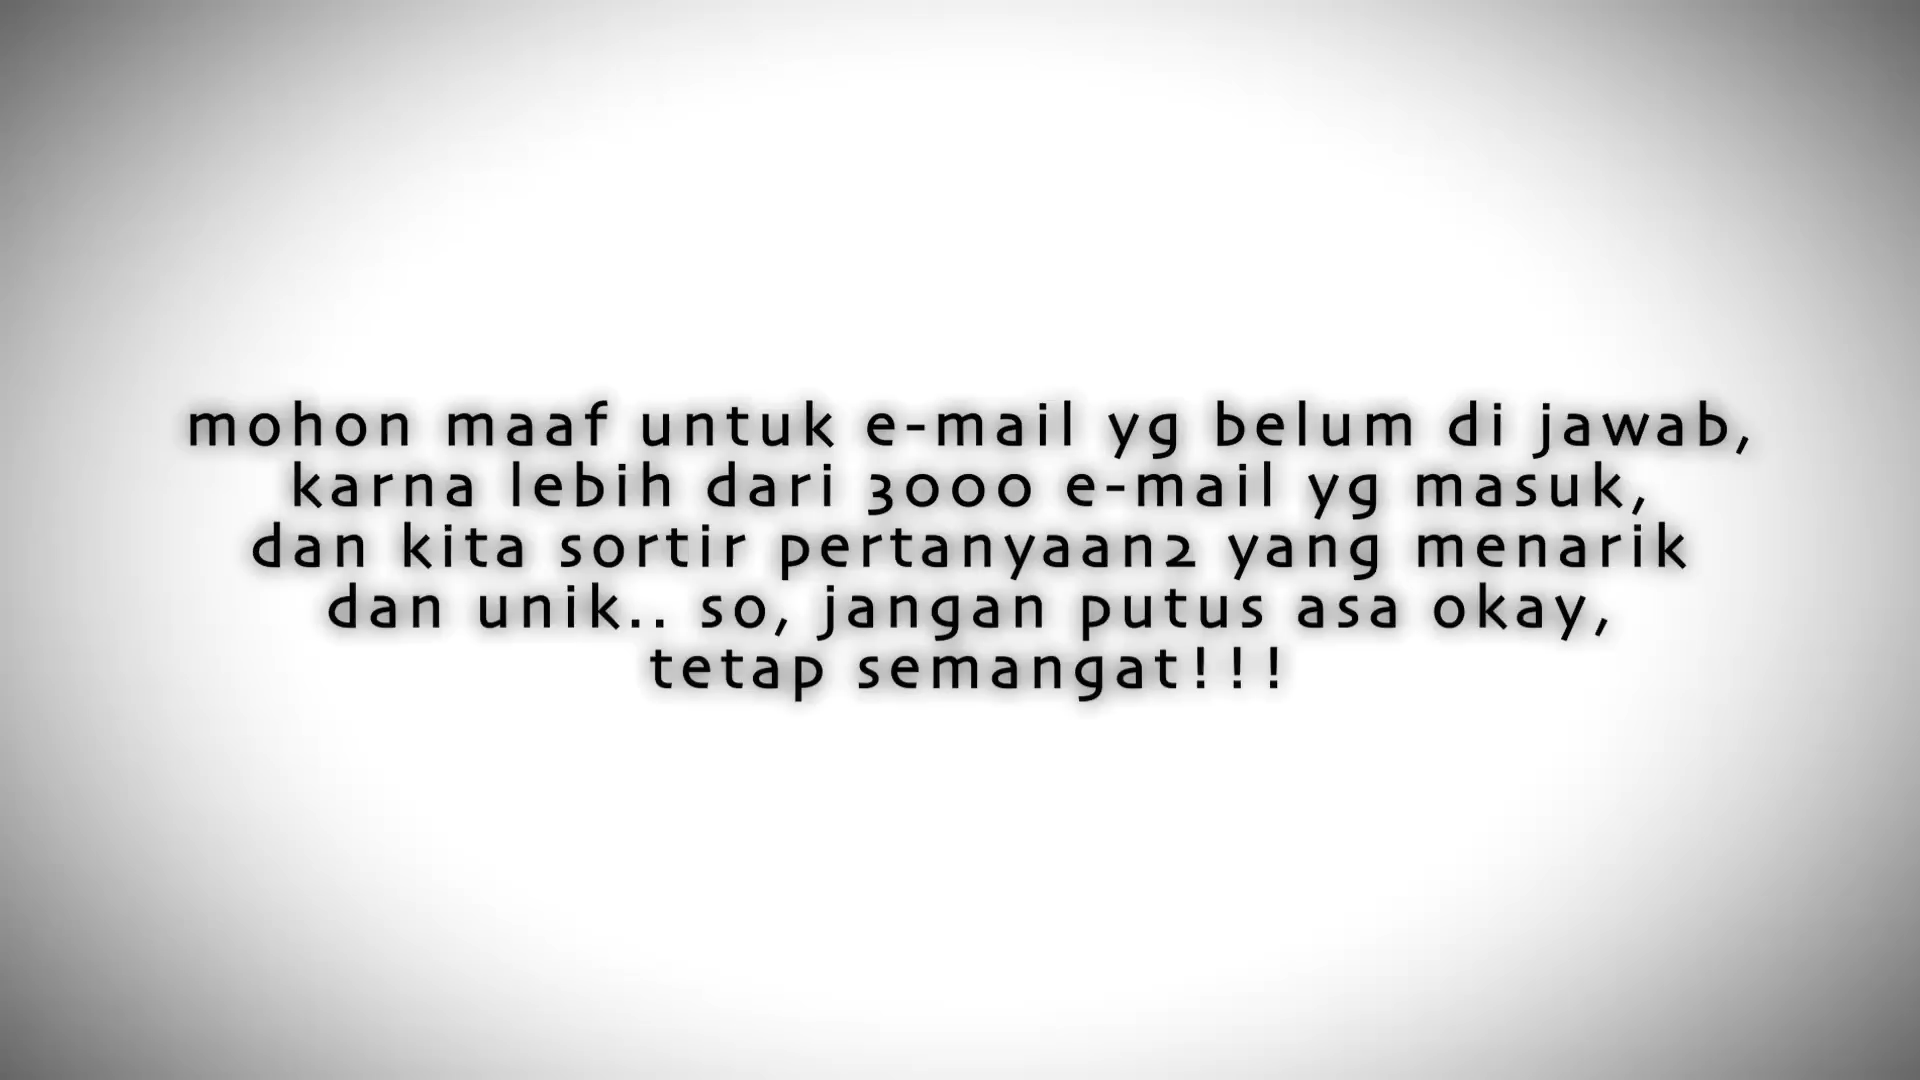 mohon maaf untuk e-mail yg belum di jawab,
karna lebih dari 3000 e-mail yg masuk,
dan kita sortir pertanyaan2 yang menarik
dan unik.. so, jangan putus asa okay,
tetap semangat!!!